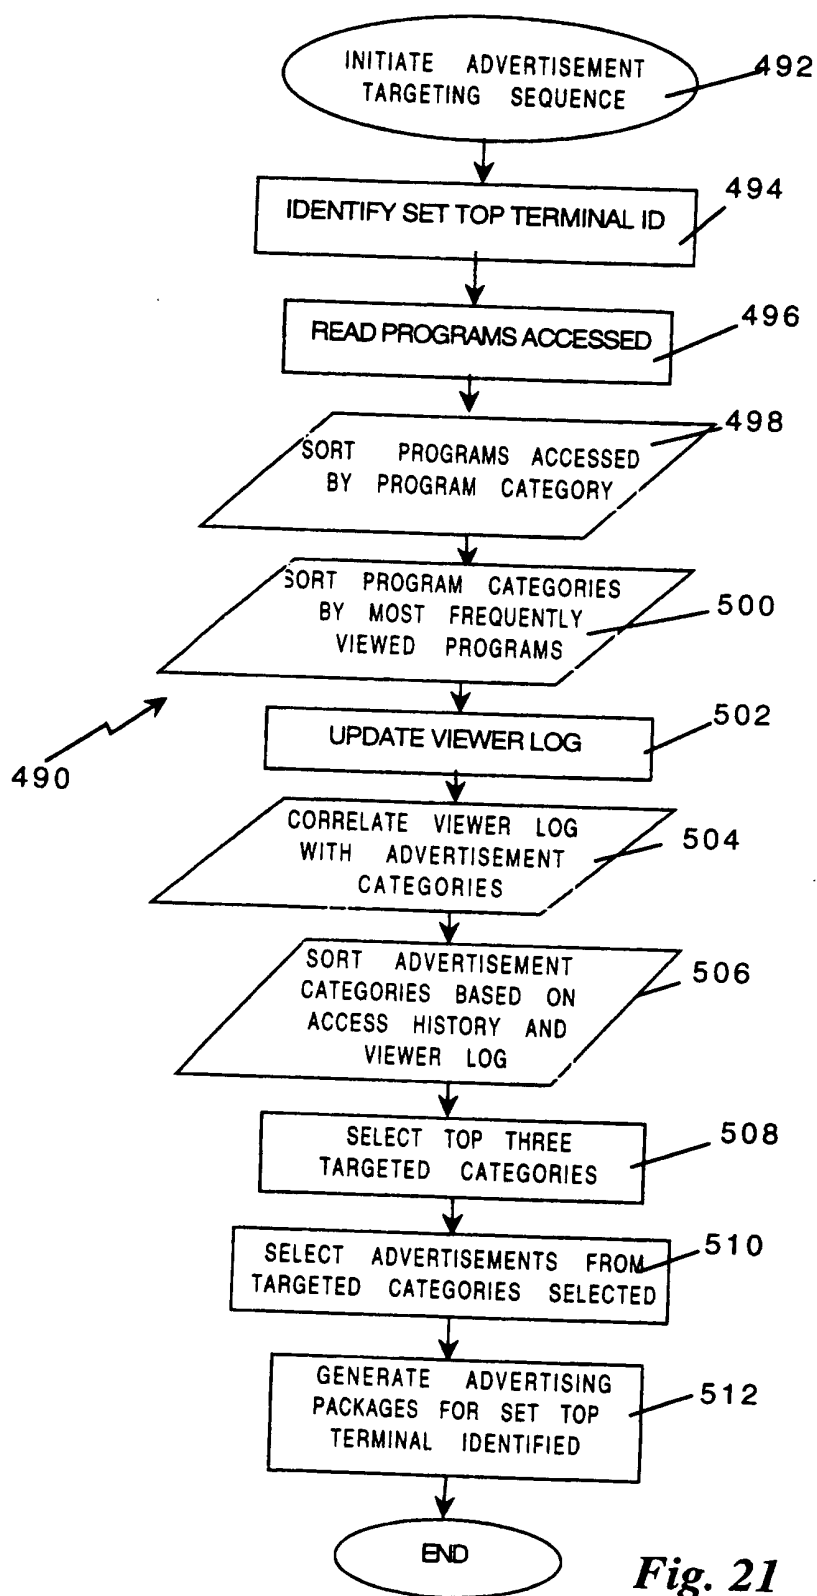 INITIATE ADVERTISEMENT
TARGETING SEQUENCE
492
IDENTIFY SET TOP TERMINAL ID
494
READ PROGRAMS ACCESSED
496
SORT PROGRAMS ACCESSED
BY PROGRAM CATEGORY
498
SORT PROGRAM CATEGORIES
BY MOST FREQUENTLY
VIEWED PROGRAMS
500
UPDATE VIEWER LOG
502
490
CORRELATE VIEWER LOG
WITH ADVERTISEMENT
CATEGORIES
504
SORT ADVERTISEMENT
CATEGORIES BASED ON
ACCESS HISTORY AND
VIEWER LOG
506
SELECT TOP THREE
TARGETED CATEGORIES
508
SELECT ADVERTISEMENTS FROM
TARGETED CATEGORIES SELECTED
510
GENERATE ADVERTISING
PACKAGES FOR SET TOP
TERMINAL IDENTIFIED
512
END
Fig. 21